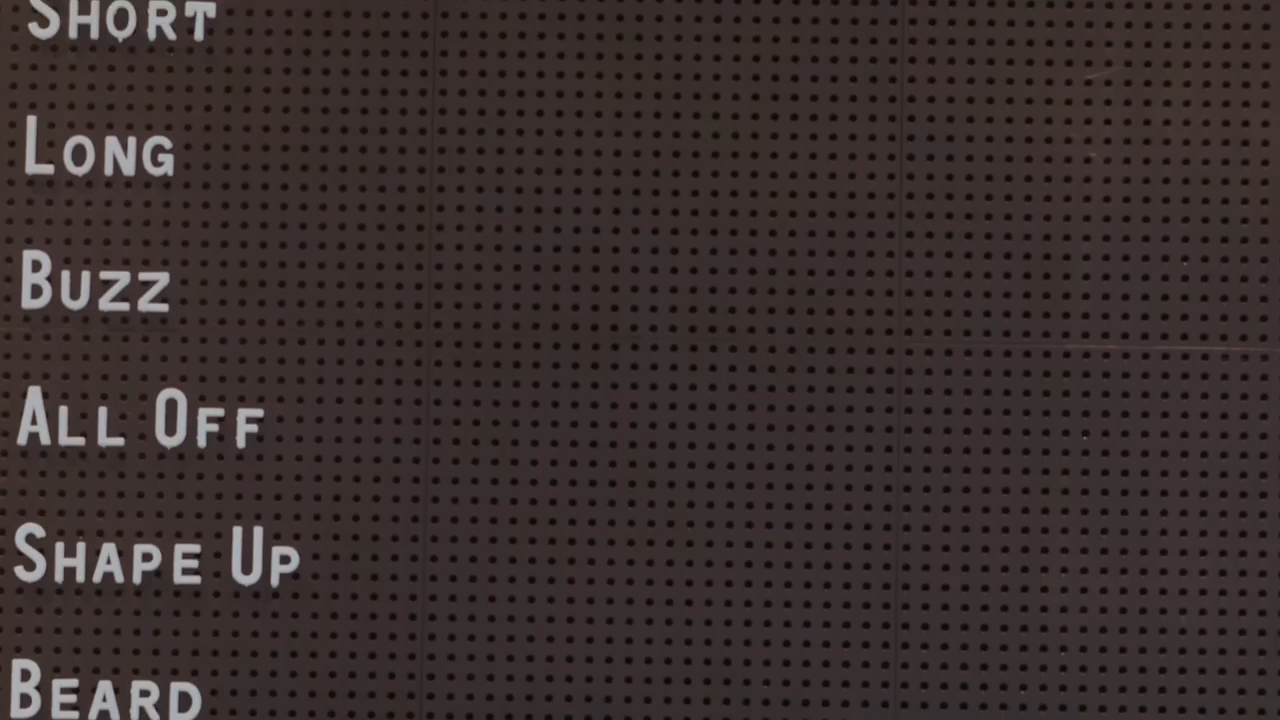 SHORT
LONG
BUZZ
ALL OFF
SHAPE UP
BEARD